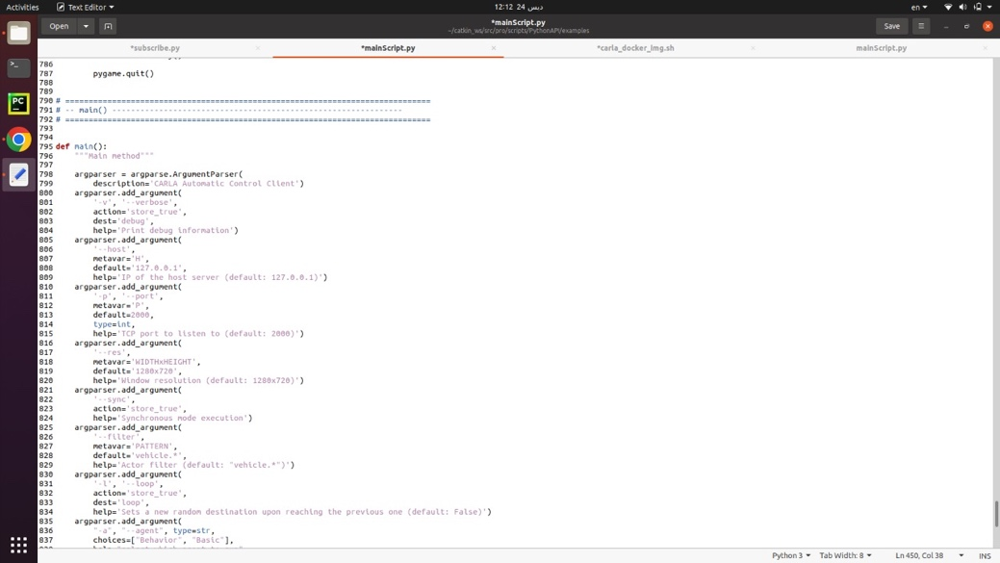 Activities
Text Editor
12:12 24 ديس
en
Open
*mainScript.py
~/catkin_ws/src/pro/scripts/PythonAPI/examples
Save
*subscribe.py
*mainScript.py
*carla_docker_img.sh
mainScript.py
786
787 pygame.quit()
788
789
790 # ==============================================================================
791 # -- main() --------------------------------------------------------------
792 # ==============================================================================
793
794
795 def main():
796 """Main method"""
797
798 argparser = argparse.ArgumentParser(
799 description='CARLA Automatic Control Client')
800 argparser.add_argument(
801 '-v', '--verbose',
802 action='store_true',
803 dest='debug',
804 help='Print debug information')
805 argparser.add_argument(
806 '--host',
807 metavar='H',
808 default='127.0.0.1',
809 help='IP of the host server (default: 127.0.0.1)')
810 argparser.add_argument(
811 '-p', '--port',
812 metavar='P',
813 default=2000,
814 type=int,
815 help='TCP port to listen to (default: 2000)')
816 argparser.add_argument(
817 '--res',
818 metavar='WIDTHxHEIGHT',
819 default='1280x720',
820 help='Window resolution (default: 1280x720)')
821 argparser.add_argument(
822 '--sync',
823 action='store_true',
824 help='Synchronous mode execution')
825 argparser.add_argument(
826 '--filter',
827 metavar='PATTERN',
828 default='vehicle.*',
829 help='Actor filter (default: "vehicle.*")')
830 argparser.add_argument(
831 '-l', '--loop',
832 action='store_true',
833 dest='loop',
834 help='Sets a new random destination upon reaching the previous one (default: False)')
835 argparser.add_argument(
836 "-a", "--agent", type=str,
837 choices=["Behavior", "Basic"],
Python 3
Tab Width: 8
Ln 450, Col 38
INS